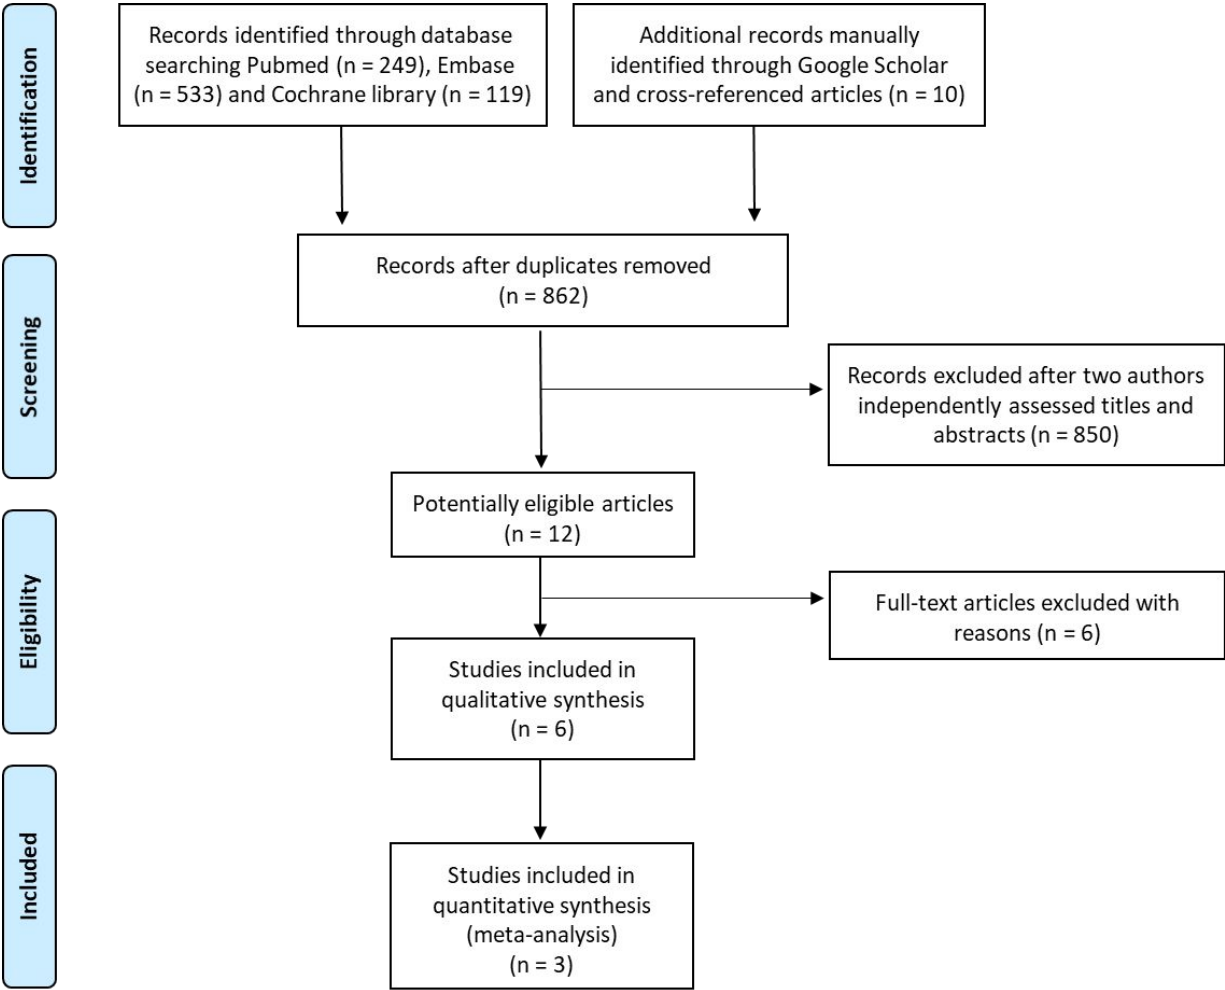 Identification
Records identified through database
searching Pubmed (n = 249), Embase
(n = 533) and Cochrane library (n = 119)
Additional records manually
identified through Google Scholar
and cross-referenced articles (n = 10)
Screening
Records after duplicates removed
(n = 862)
Records excluded after two authors
independently assessed titles and
abstracts (n = 850)
Eligibility
Potentially eligible articles
(n = 12)
Full-text articles excluded with
reasons (n = 6)
Studies included in
qualitative synthesis
(n = 6)
Included
Studies included in
quantitative synthesis
(meta-analysis)
(n = 3)